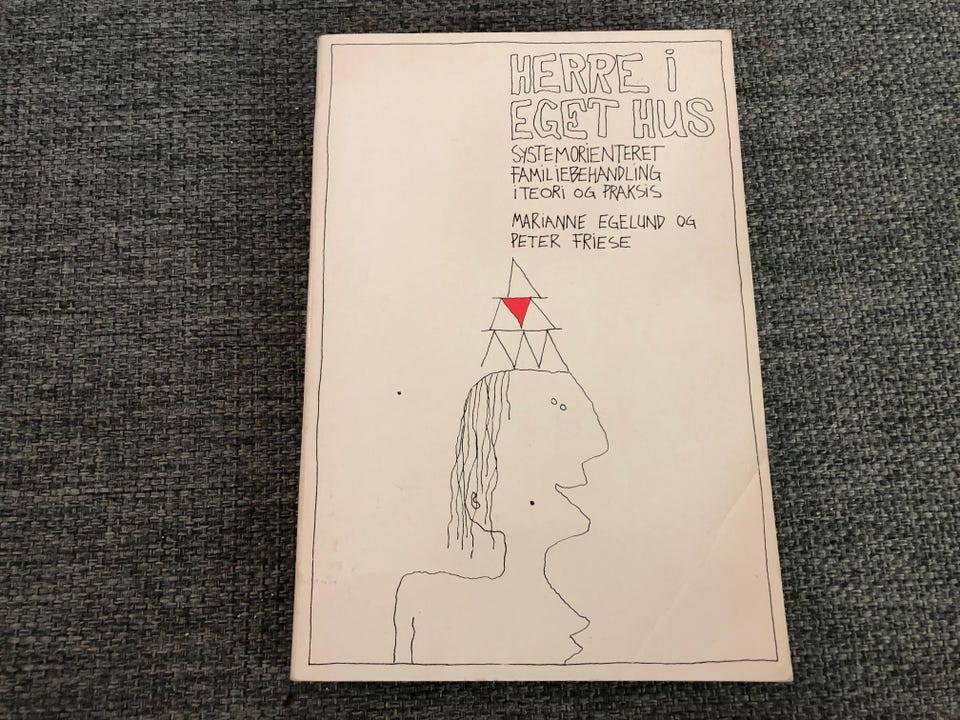 HERRE i
EGET HUS
SYSTEMORIENTERET
FAMILIEBEHANDLING
i TEORI OG PRAKSIS
MARIANNE EGELUND OG
PETER FRIESE